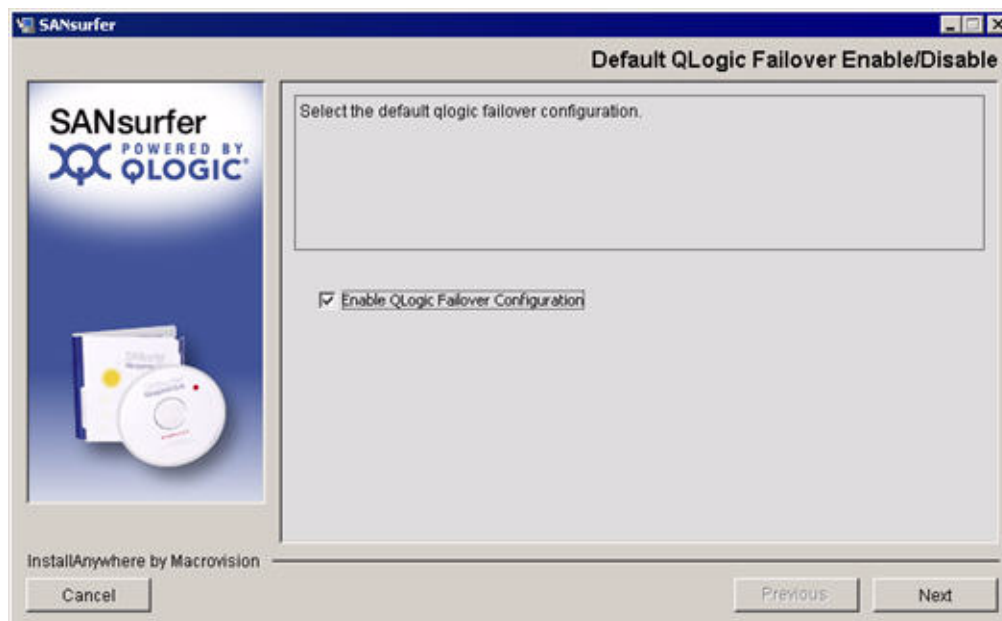 SANsurfer
Default QLogic Failover Enable/Disable
SANsurfer
POWERED BY
QLOGIC
Select the default qlogic failover configuration.
Enable QLogic Failover Configuration
InstallAnywhere by Macrovision
Cancel
Previous
Next